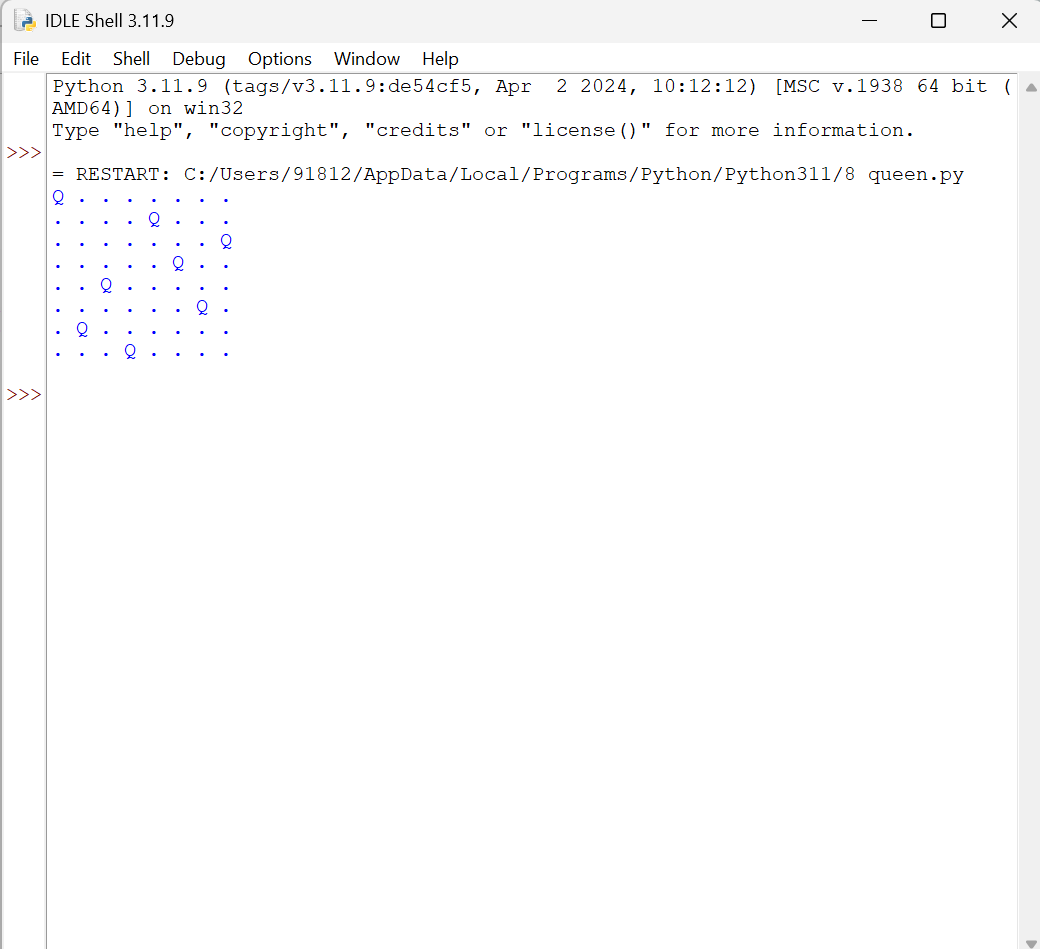 IDLE Shell 3.11.9
File Edit Shell Debug Options Window Help
Python 3.11.9 (tags/v3.11.9:de54cf5, Apr  2 2024, 10:12:12) [MSC v.1938 64 bit (
AMD64)] on win32
Type "help", "copyright", "credits" or "license()" for more information.
>>>
= RESTART: C:/Users/91812/AppData/Local/Programs/Python/Python311/8 queen.py
Q . . . . . . .
. . . . Q . . .
. . . . . . . Q
. . . . . Q . .
. . Q . . . . .
. . . . . . Q .
. Q . . . . . .
. . . Q . . . .
>>>